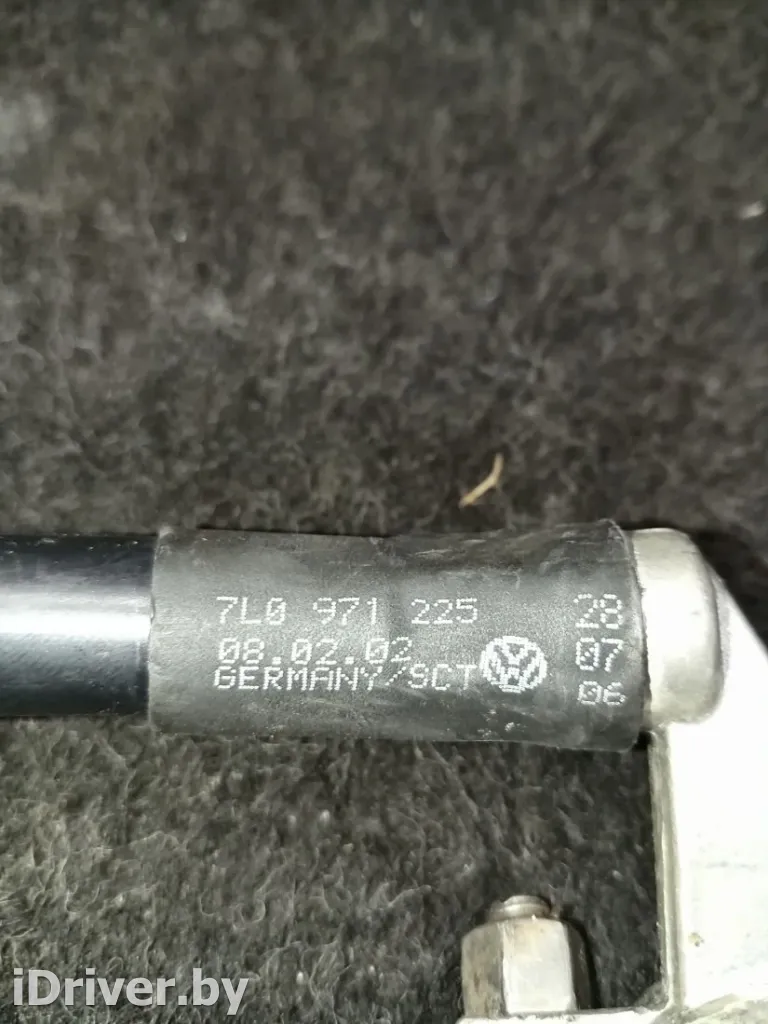 7L0 971 225 28
08.02.02 07
GERMANY/SCT 06
iDriver.by